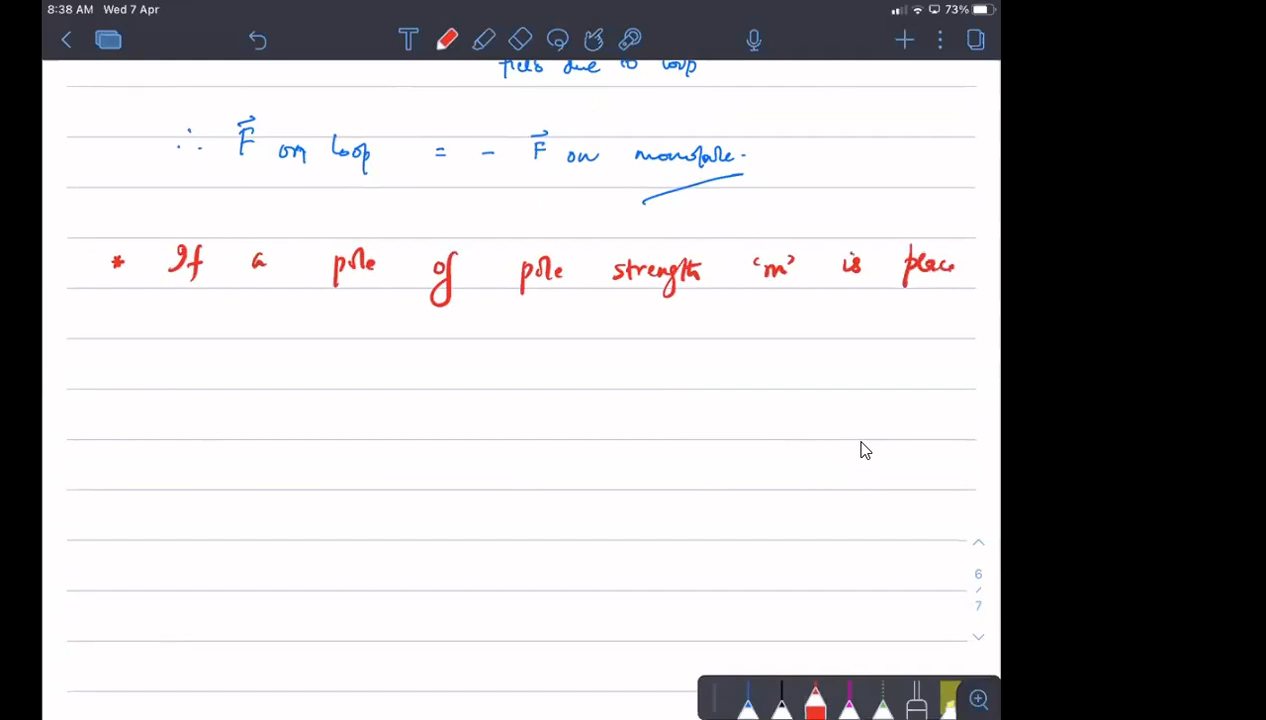 8:38 AM Wed 7 Apr
73%
T
field due to loop
∴ F⃗ on loop = - F⃗ on monopole.
* If a pole of pole strength 'm' is place
6
/
7